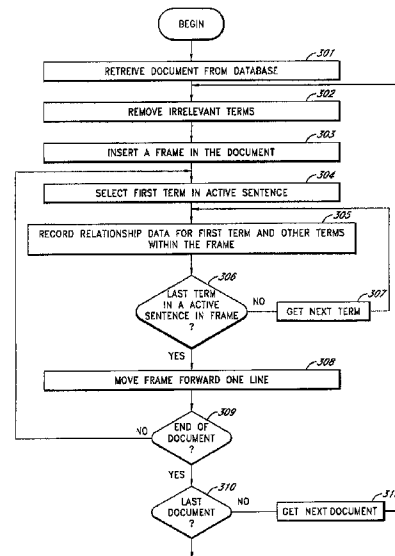 BEGIN
301
RETREIVE DOCUMENT FROM DATABASE
302
REMOVE IRRELEVANT TERMS
303
INSERT A FRAME IN THE DOCUMENT
304
SELECT FIRST TERM IN ACTIVE SENTENCE
305
RECORD RELATIONSHIP DATA FOR FIRST TERM AND OTHER TERMS
WITHIN THE FRAME
306
LAST TERM
IN A ACTIVE
SENTENCE IN FRAME
?
NO
307
GET NEXT TERM
YES
308
MOVE FRAME FORWARD ONE LINE
309
NO
END OF
DOCUMENT
?
YES
310
LAST
DOCUMENT
?
NO
GET NEXT DOCUMENT